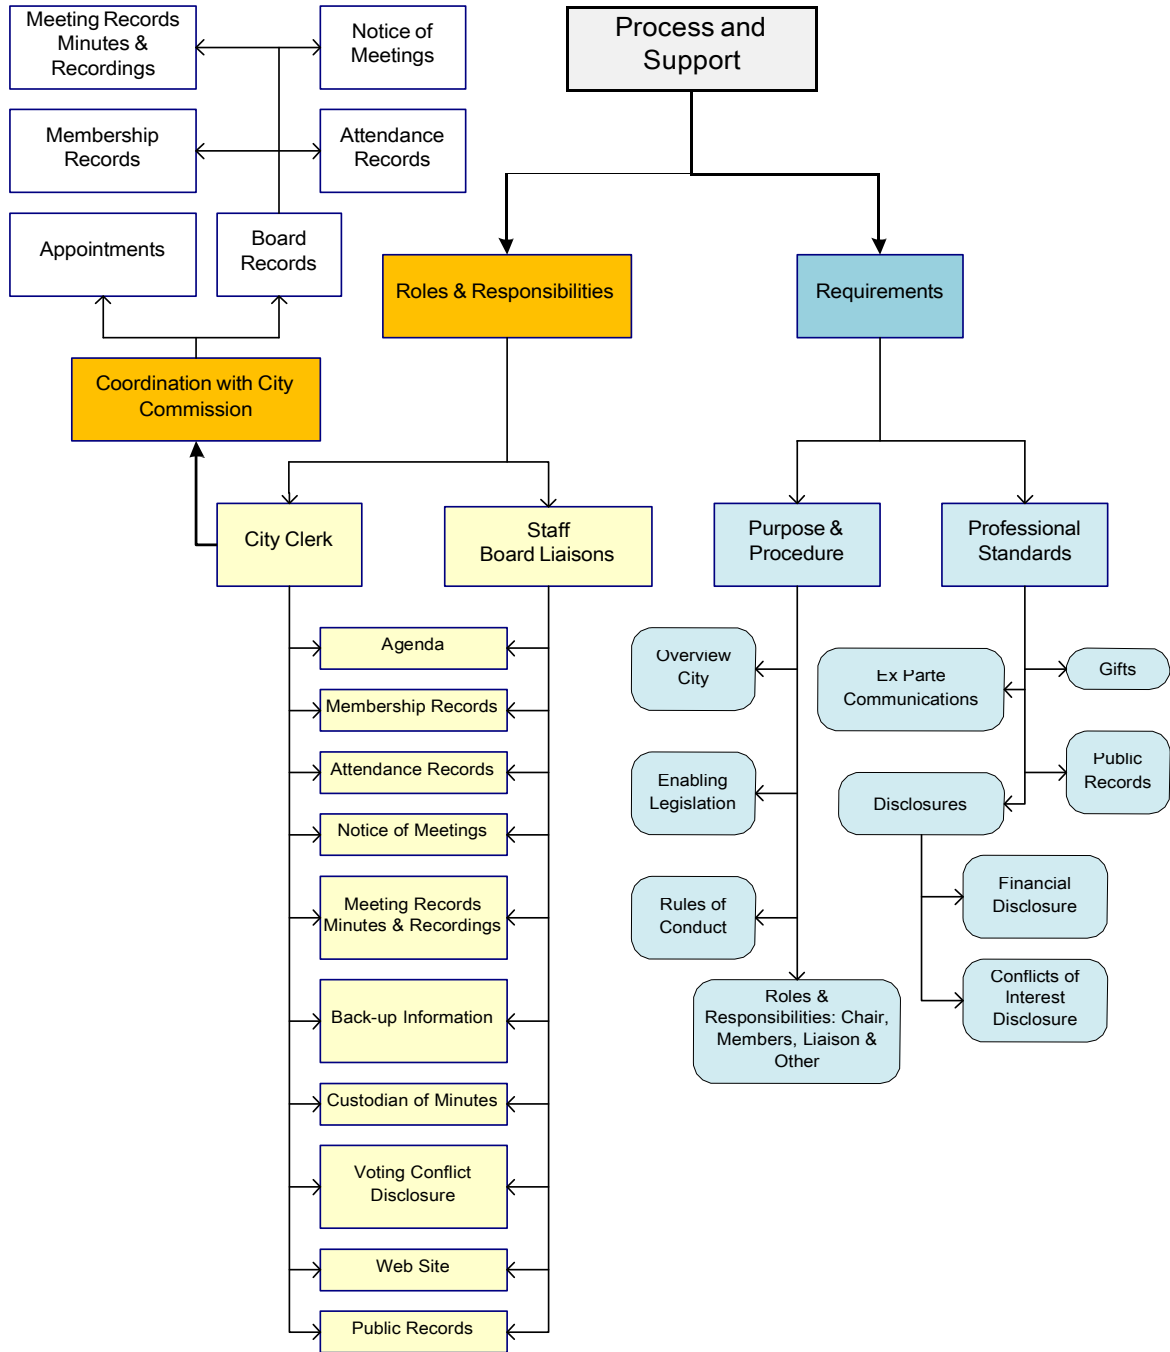 Meeting Records
Minutes &
Recordings
Notice of
Meetings
Process and
Support
Membership
Records
Attendance
Records
Appointments
Board
Records
Roles & Responsibilities
Requirements
Coordination with City
Commission
City Clerk
Staff
Board Liaisons
Purpose &
Procedure
Professional
Standards
Agenda
Membership Records
Attendance Records
Notice of Meetings
Meeting Records
Minutes & Recordings
Back-up Information
Custodian of Minutes
Voting Conflict
Disclosure
Web Site
Public Records
Overview
City
Enabling
Legislation
Rules of
Conduct
Roles &
Responsibilities: Chair,
Members, Liaison &
Other
Ex Parte
Communications
Gifts
Public
Records
Disclosures
Financial
Disclosure
Conflicts of
Interest
Disclosure